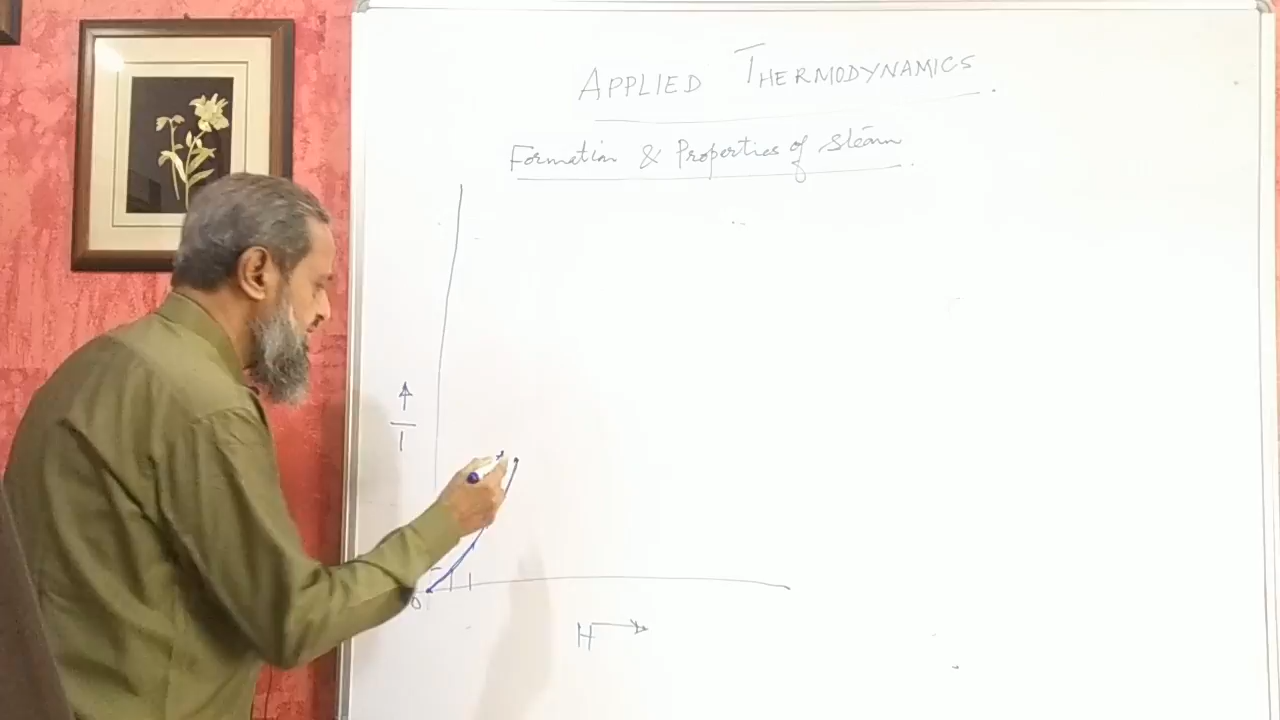 APPLIED THERMODYNAMICS
Formation & Properties of Steam
T
O
H